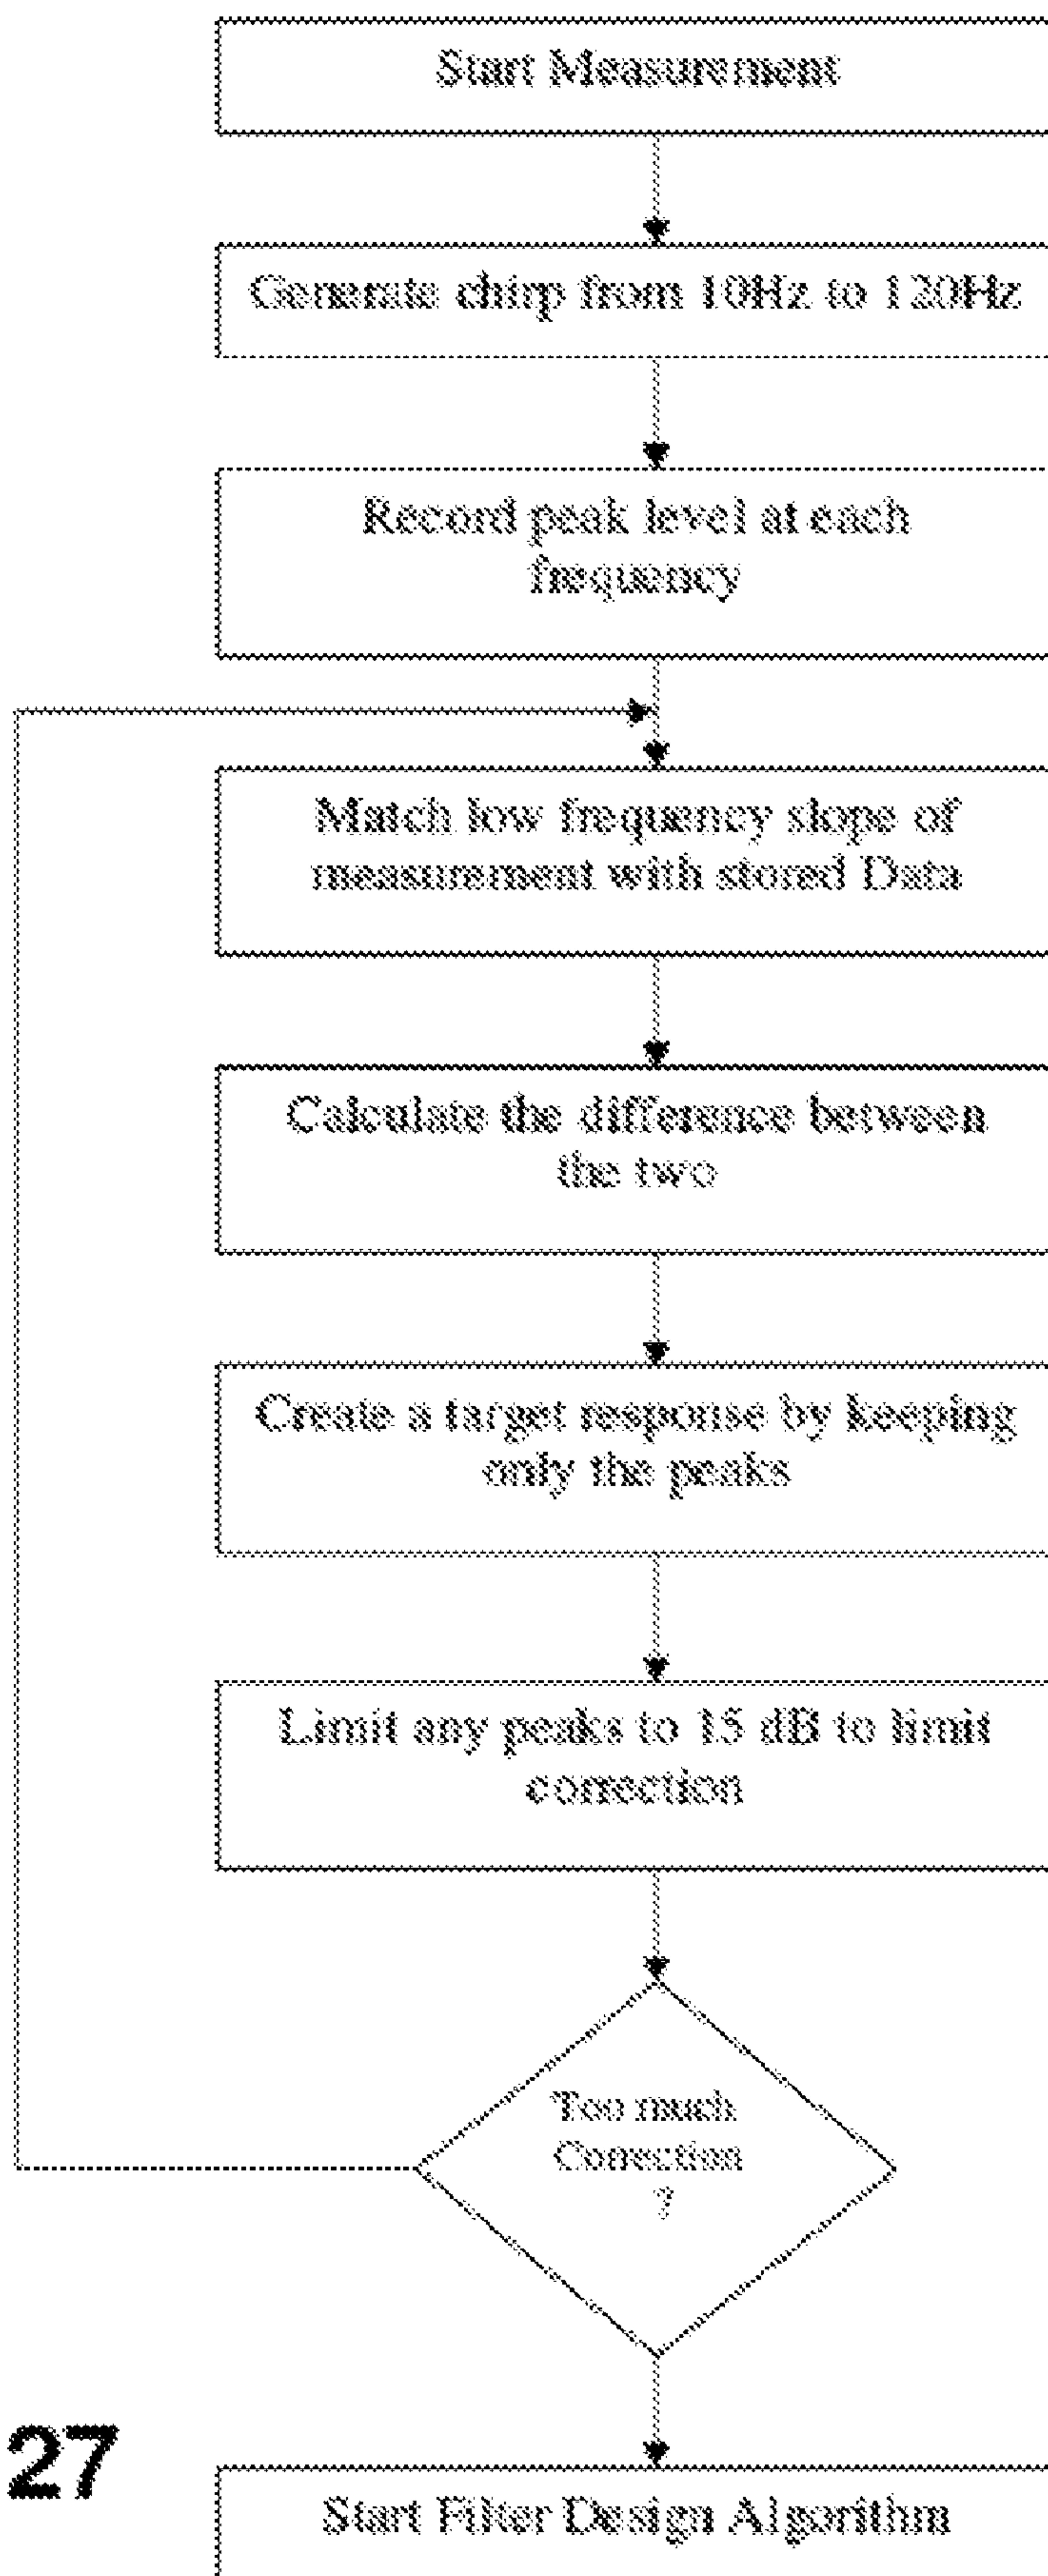 Start Measurement
Generate chirp from 10Hz to 120Hz
Record peak level at each
frequency
Match low frequency slope of
measurement with stored Data
Calculate the difference between
the two
Create a target response by keeping
only the peaks
Limit any peaks to 15 dB to limit
correction
Too much
Correction
?
27
Start Filter Design Algorithm